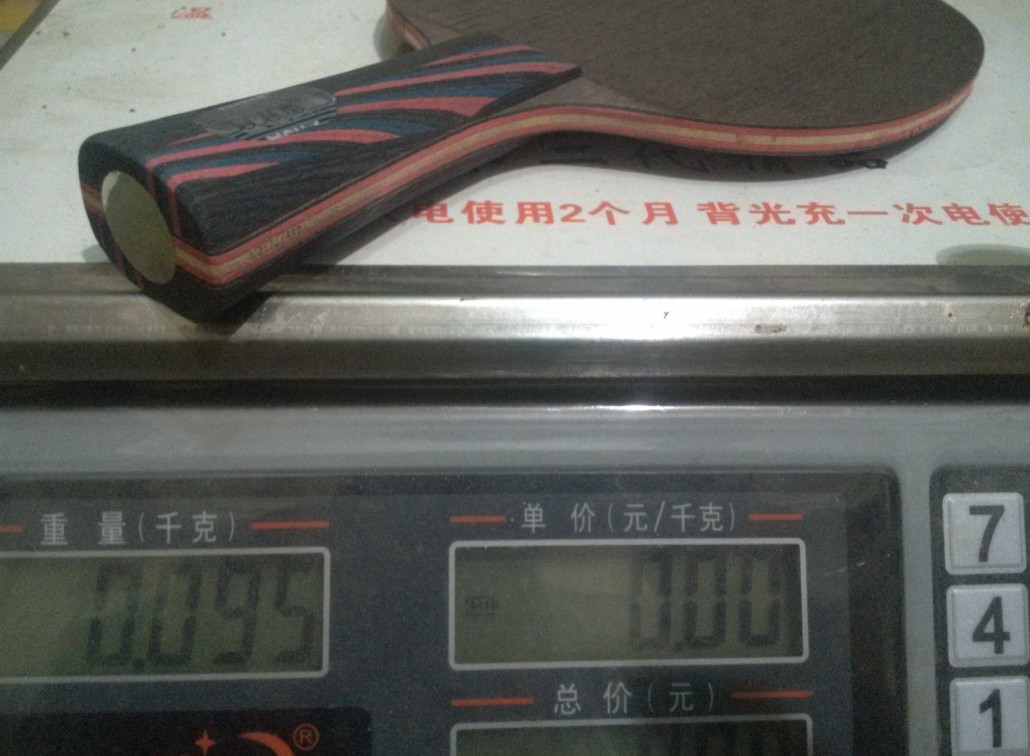 温
电使用2个月 背光充一次电使
重 量(千克)
单 价(元/千克)
0.095
0.00
总 价(元)
®
7
4
1